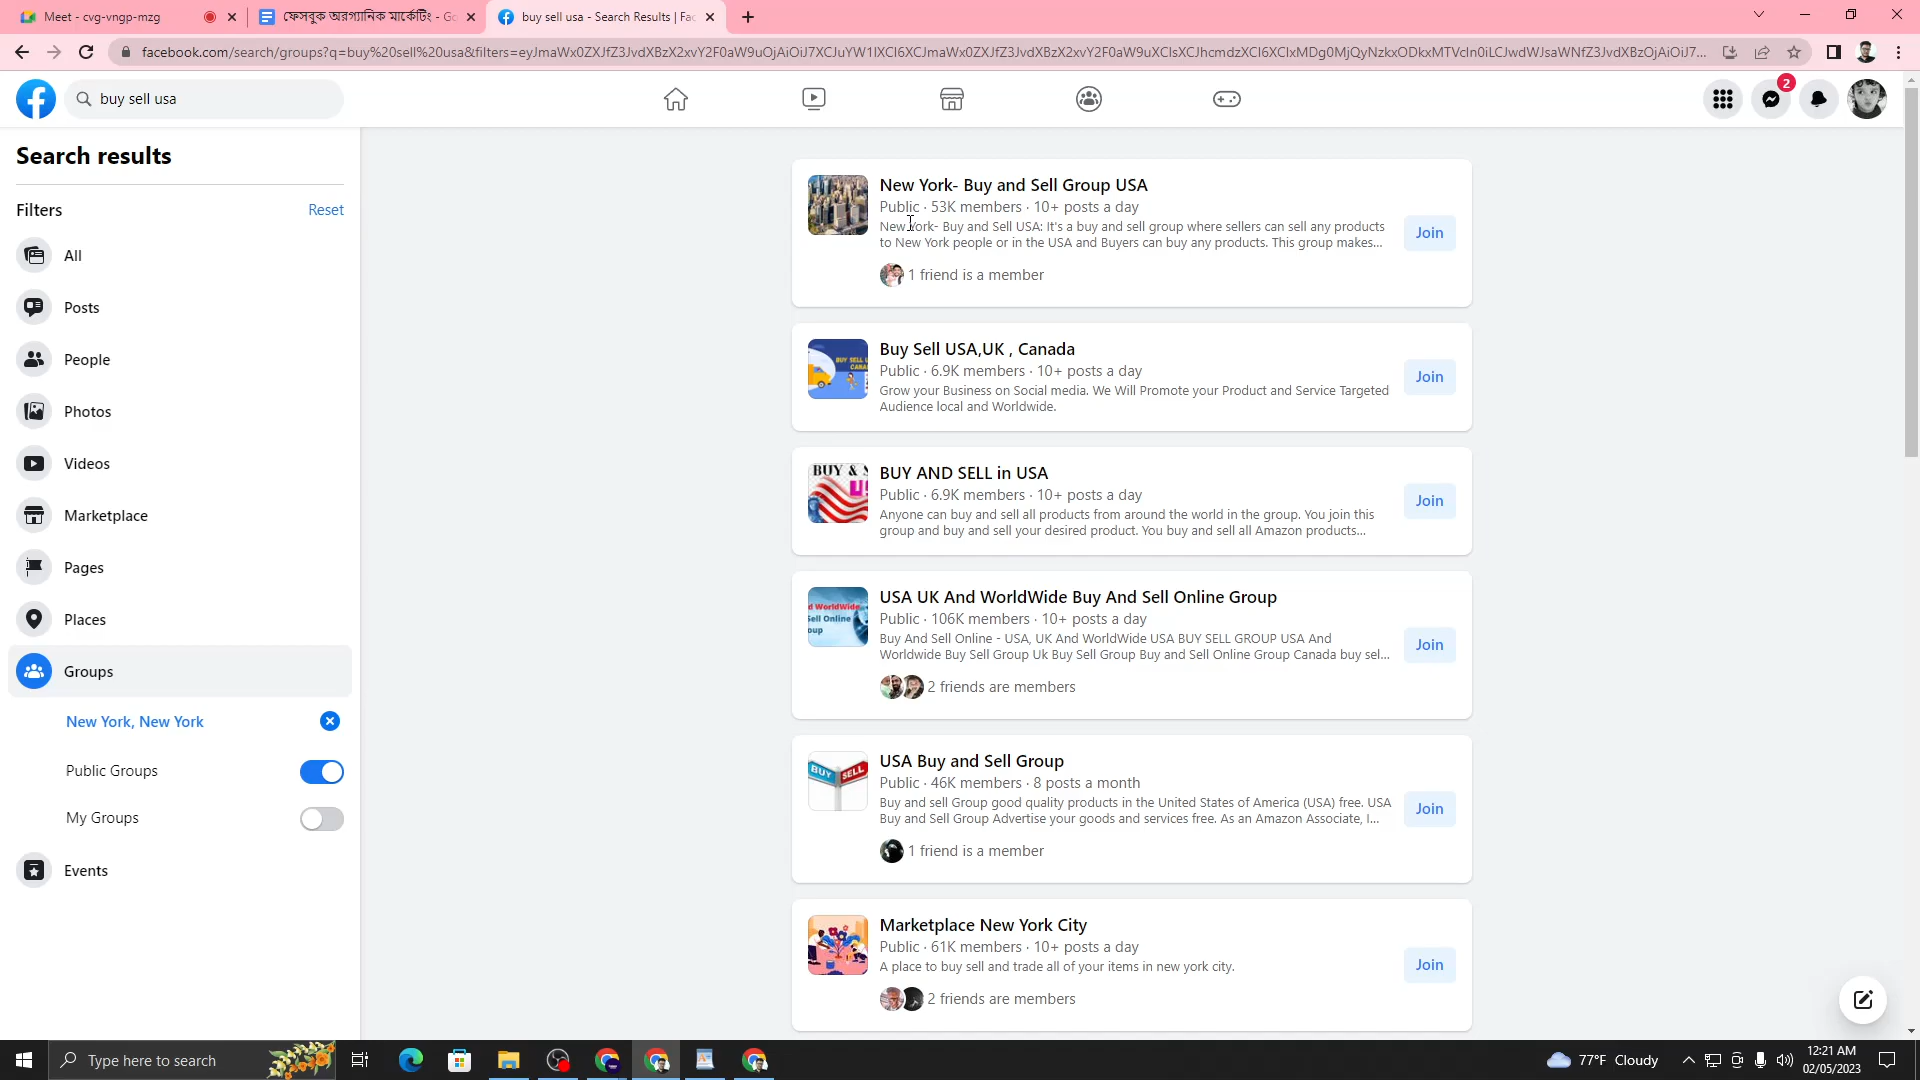 Meet - cvg-vngp-mzg
ফেসবুক অরগ্যানিক মার্কেটিং - Go
buy sell usa - Search Results | Fac
facebook.com/search/groups?q=buy%20sell%20usa&filters=
buy sell usa
2
Search results
Filters
Reset
All
Posts
People
Photos
Videos
Marketplace
Pages
Places
Groups
New York, New York
Public Groups
My Groups
Events
New York- Buy and Sell Group USA
Public · 53K members · 10+ posts a day
New York- Buy and Sell USA: It's a buy and sell group where sellers can sell any products
to New York people or in the USA and Buyers can buy any products. This group makes...
1 friend is a member
Join
Buy Sell USA,UK , Canada
Public · 6.9K members · 10+ posts a day
Grow your Business on Social media. We Will Promote your Product and Service Targeted
Audience local and Worldwide.
Join
BUY AND SELL in USA
Public · 6.9K members · 10+ posts a day
Anyone can buy and sell all products from around the world in the group. You join this
group and buy and sell your desired product. You buy and sell all Amazon products...
Join
USA UK And WorldWide Buy And Sell Online Group
Public · 106K members · 10+ posts a day
Buy And Sell Online - USA, UK And WorldWide USA BUY SELL GROUP USA And
Worldwide Buy Sell Group Uk Buy Sell Group Buy and Sell Online Group Canada buy sel...
2 friends are members
Join
BUY SELL
USA Buy and Sell Group
Public · 46K members · 8 posts a month
Buy and sell Group good quality products in the United States of America (USA) free. USA
Buy and Sell Group Advertise your goods and services free. As an Amazon Associate, I...
1 friend is a member
Join
Marketplace New York City
Public · 61K members · 10+ posts a day
A place to buy sell and trade all of your items in new york city.
2 friends are members
Join
Type here to search
77°F Cloudy
12:21 AM
02/05/2023